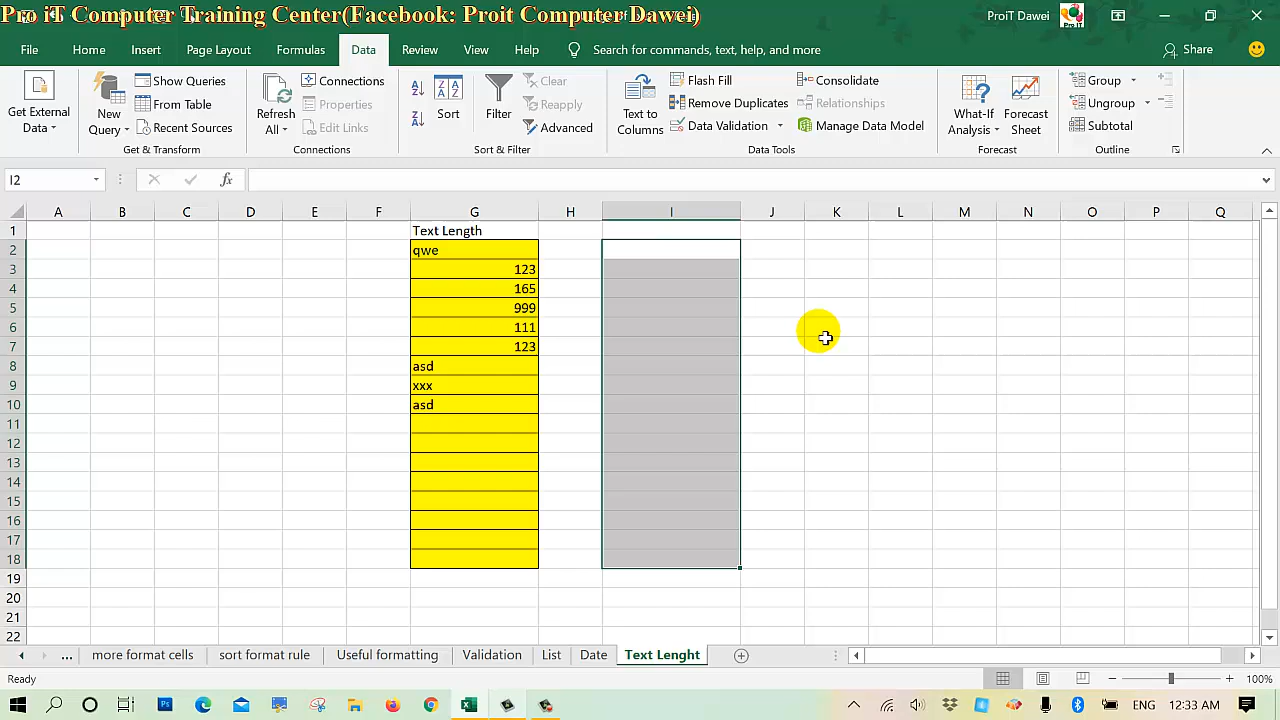 Pro iT Computer Training Center(Facebook: Proit Computer Dawei)
ProIT Dawei
File Home Insert Page Layout Formulas Data Review View Help Search for commands, text, help, and more Share
Get External Data
New Query
Show Queries
From Table
Recent Sources
Get & Transform
Refresh All
Connections
Properties
Edit Links
Connections
Sort
Filter
Clear
Reapply
Advanced
Sort & Filter
Text to Columns
Flash Fill
Remove Duplicates
Data Validation
Consolidate
Relationships
Manage Data Model
Data Tools
What-If Analysis
Forecast Sheet
Forecast
Group
Ungroup
Subtotal
Outline
I2 fx
A B C D E F G H I J K L M N O P Q
1 Text Length
2 qwe
3 123
4 165
5 999
6 111
7 123
8 asd
9 xxx
10 asd
11
12
13
14
15
16
17
18
19
20
21
22
... more format cells sort format rule Useful formatting Validation List Date Text Lenght
Ready 100%
ENG 12:33 AM